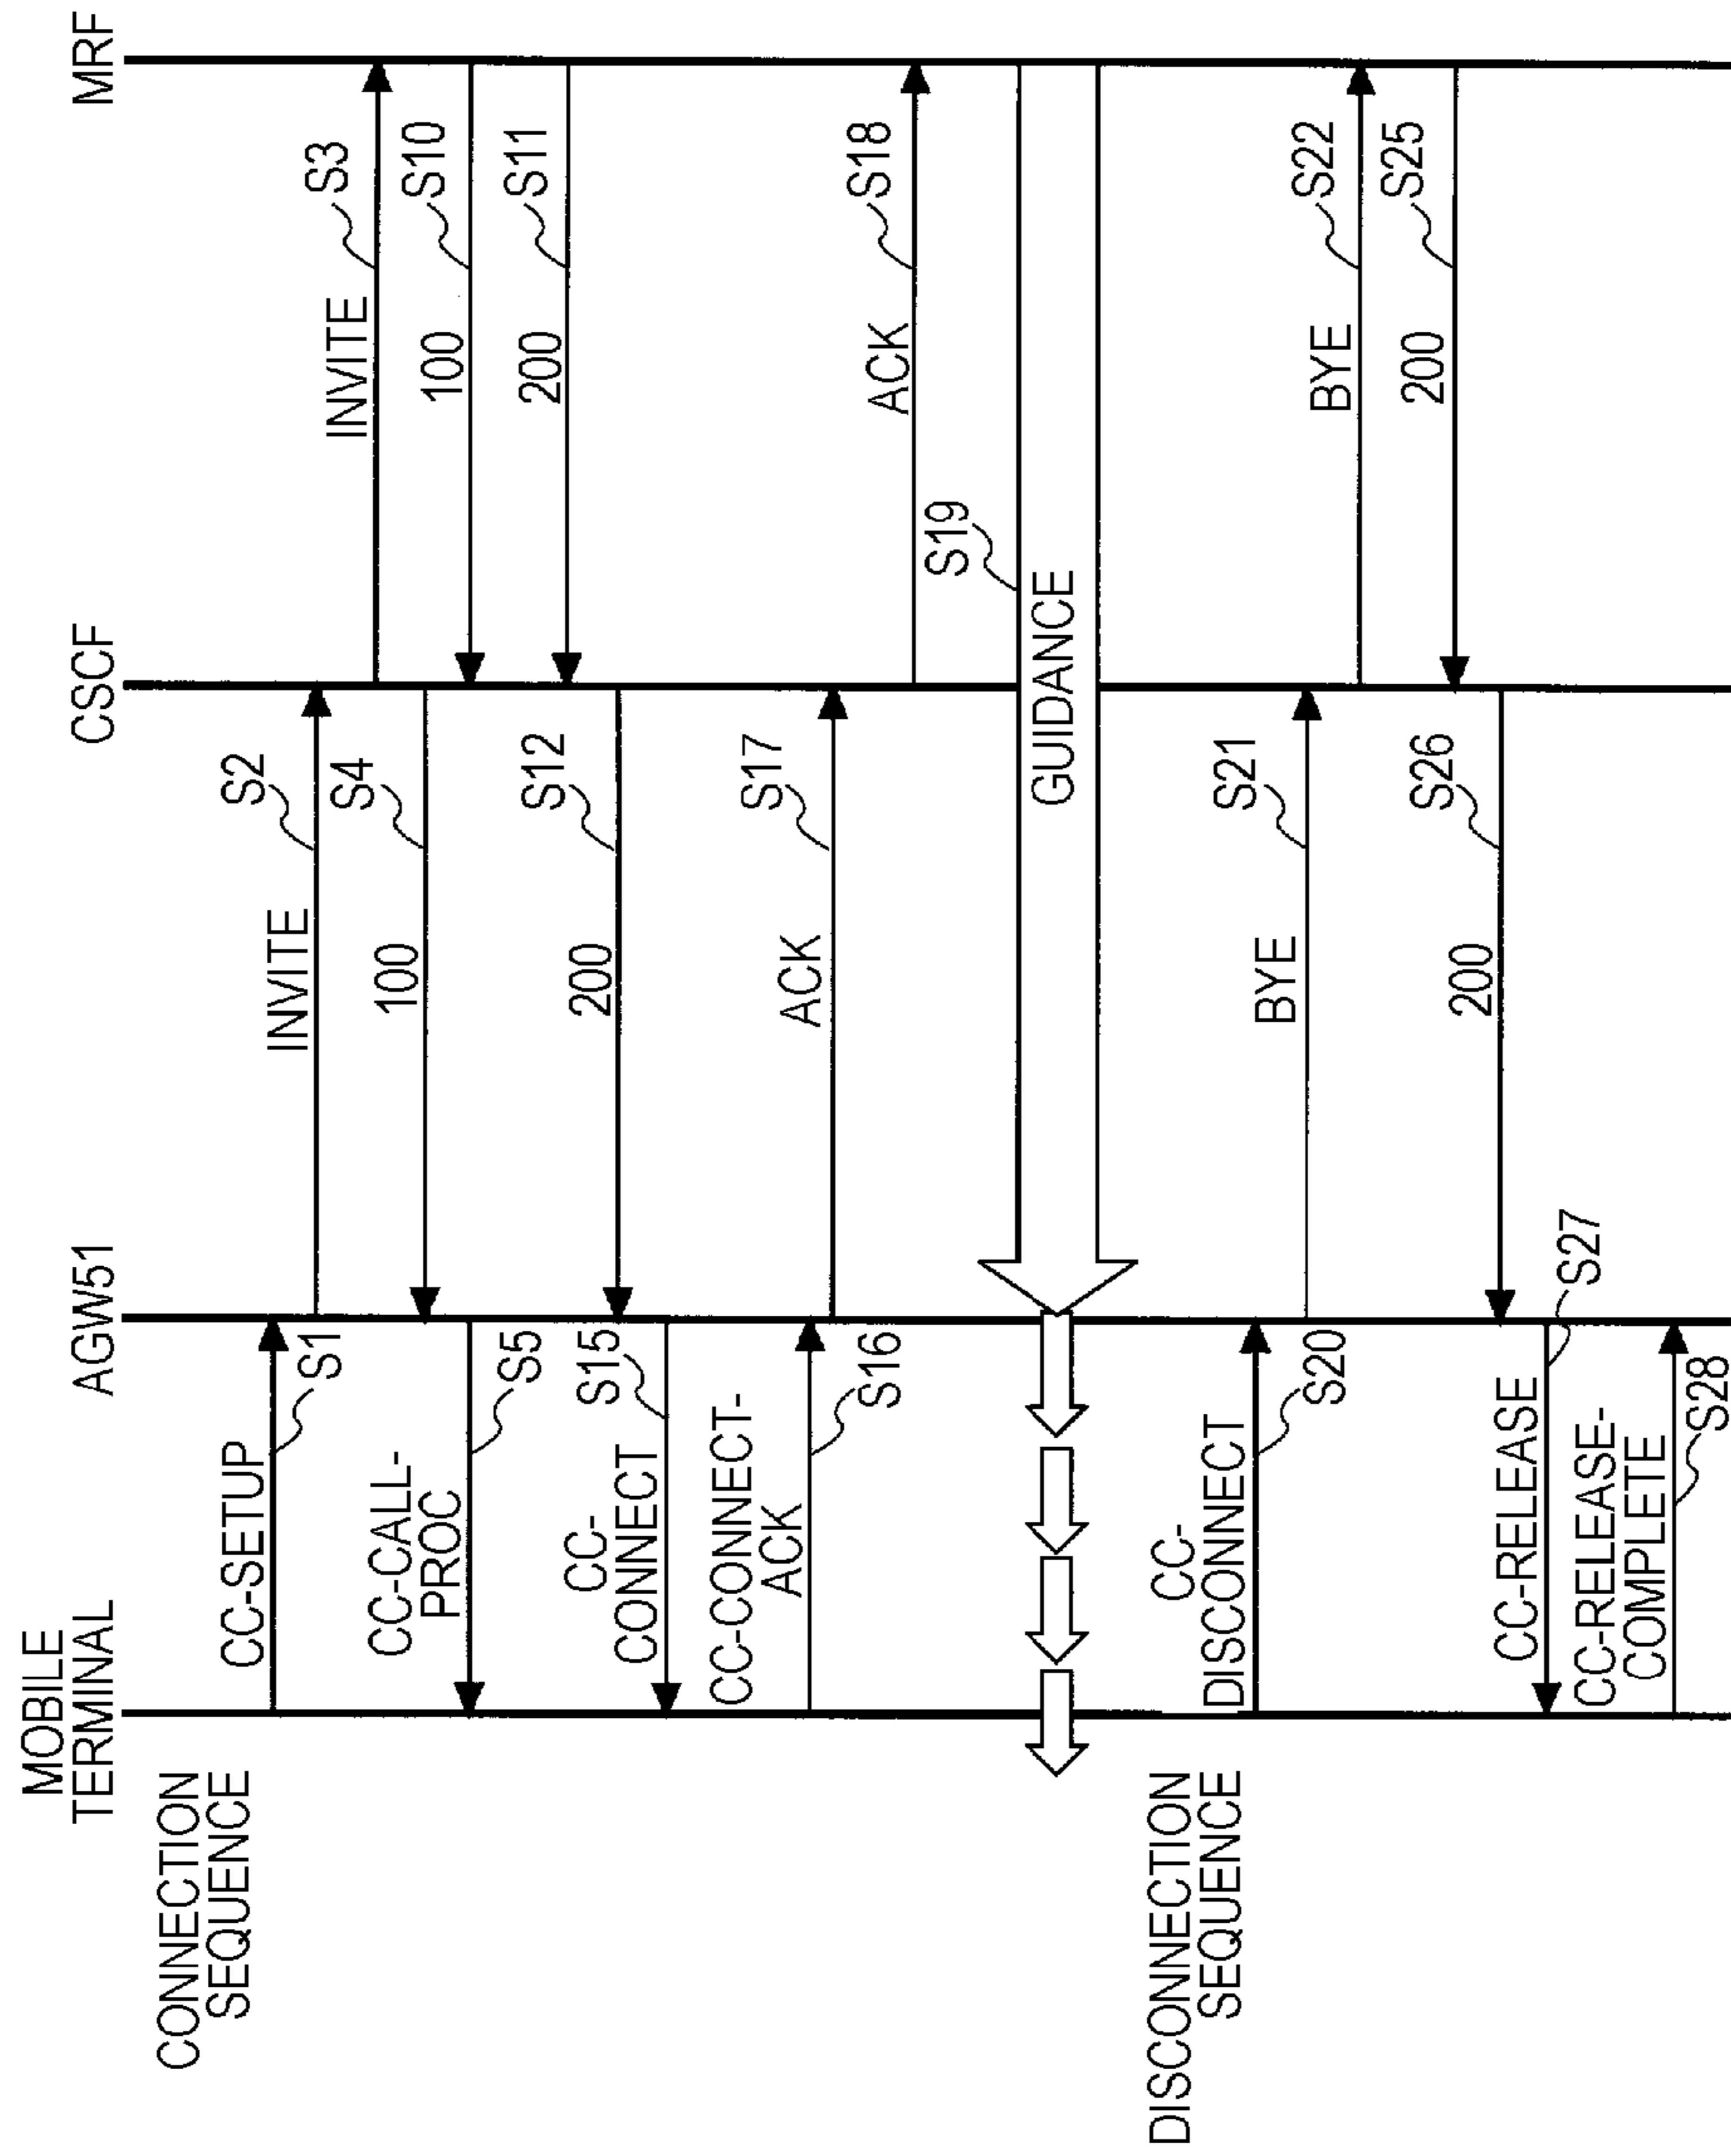 MOBILE
TERMINAL
AGW51
CSCF
MRF
CONNECTION
SEQUENCE
CC-SETUP
S1
INVITE
S2
INVITE
S3
100
S4
CC-CALL-
PROC
S5
100
S10
200
S11
200
S12
CC-
CONNECT
S15
CC-CONNECT-
ACK
S16
ACK
S17
ACK
S18
S19
GUIDANCE
DISCONNECTION
SEQUENCE
CC-
DISCONNECT
S20
BYE
S21
BYE
S22
200
S25
200
S26
CC-RELEASE
S27
CC-RELEASE-
COMPLETE
S28